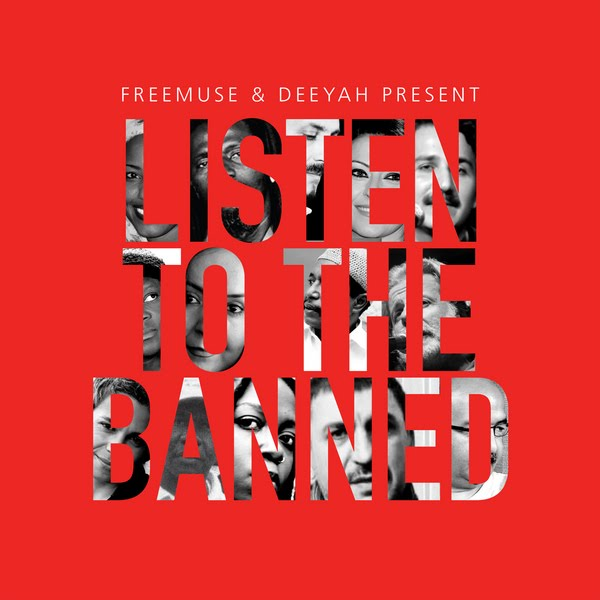 FREEMUSE & DEEYAH PRESENT
LISTEN
TO THE
BANNED